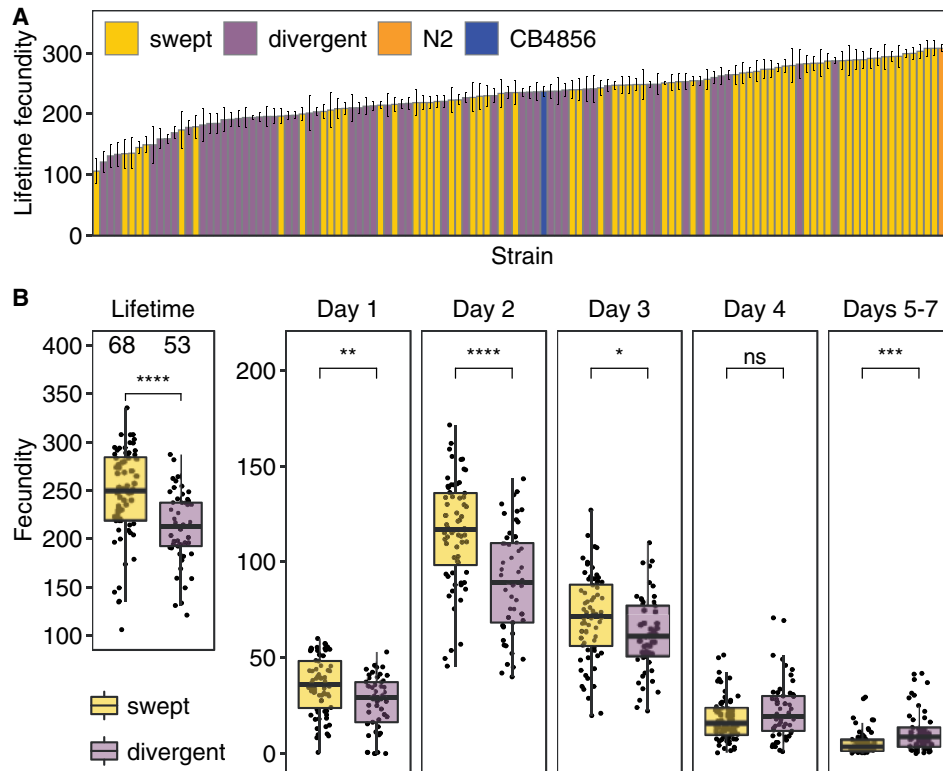 A
swept divergent N2 CB4856
Lifetime fecundity
300
200
100
0
Strain
B
Lifetime Day 1 Day 2 Day 3 Day 4 Days 5-7
68 53
**** ** **** * ns ***
Fecundity
400
350
300
250
200
150
100
200
150
100
50
0
swept
divergent